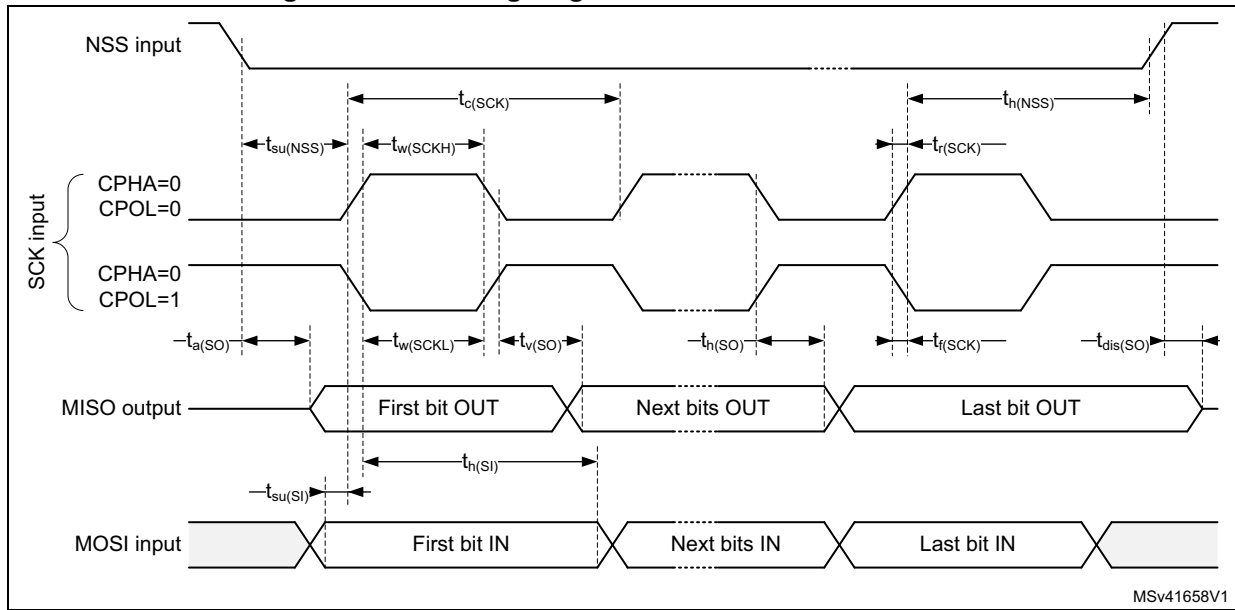 NSS input
tc(SCK)
th(NSS)
tsu(NSS)
tw(SCKH)
tr(SCK)
CPHA=0
CPOL=0
SCK input
CPHA=0
CPOL=1
ta(SO)
tw(SCKL)
tv(SO)
th(SO)
tf(SCK)
tdis(SO)
MISO output
First bit OUT
Next bits OUT
Last bit OUT
th(SI)
tsu(SI)
MOSI input
First bit IN
Next bits IN
Last bit IN
MSv41658V1